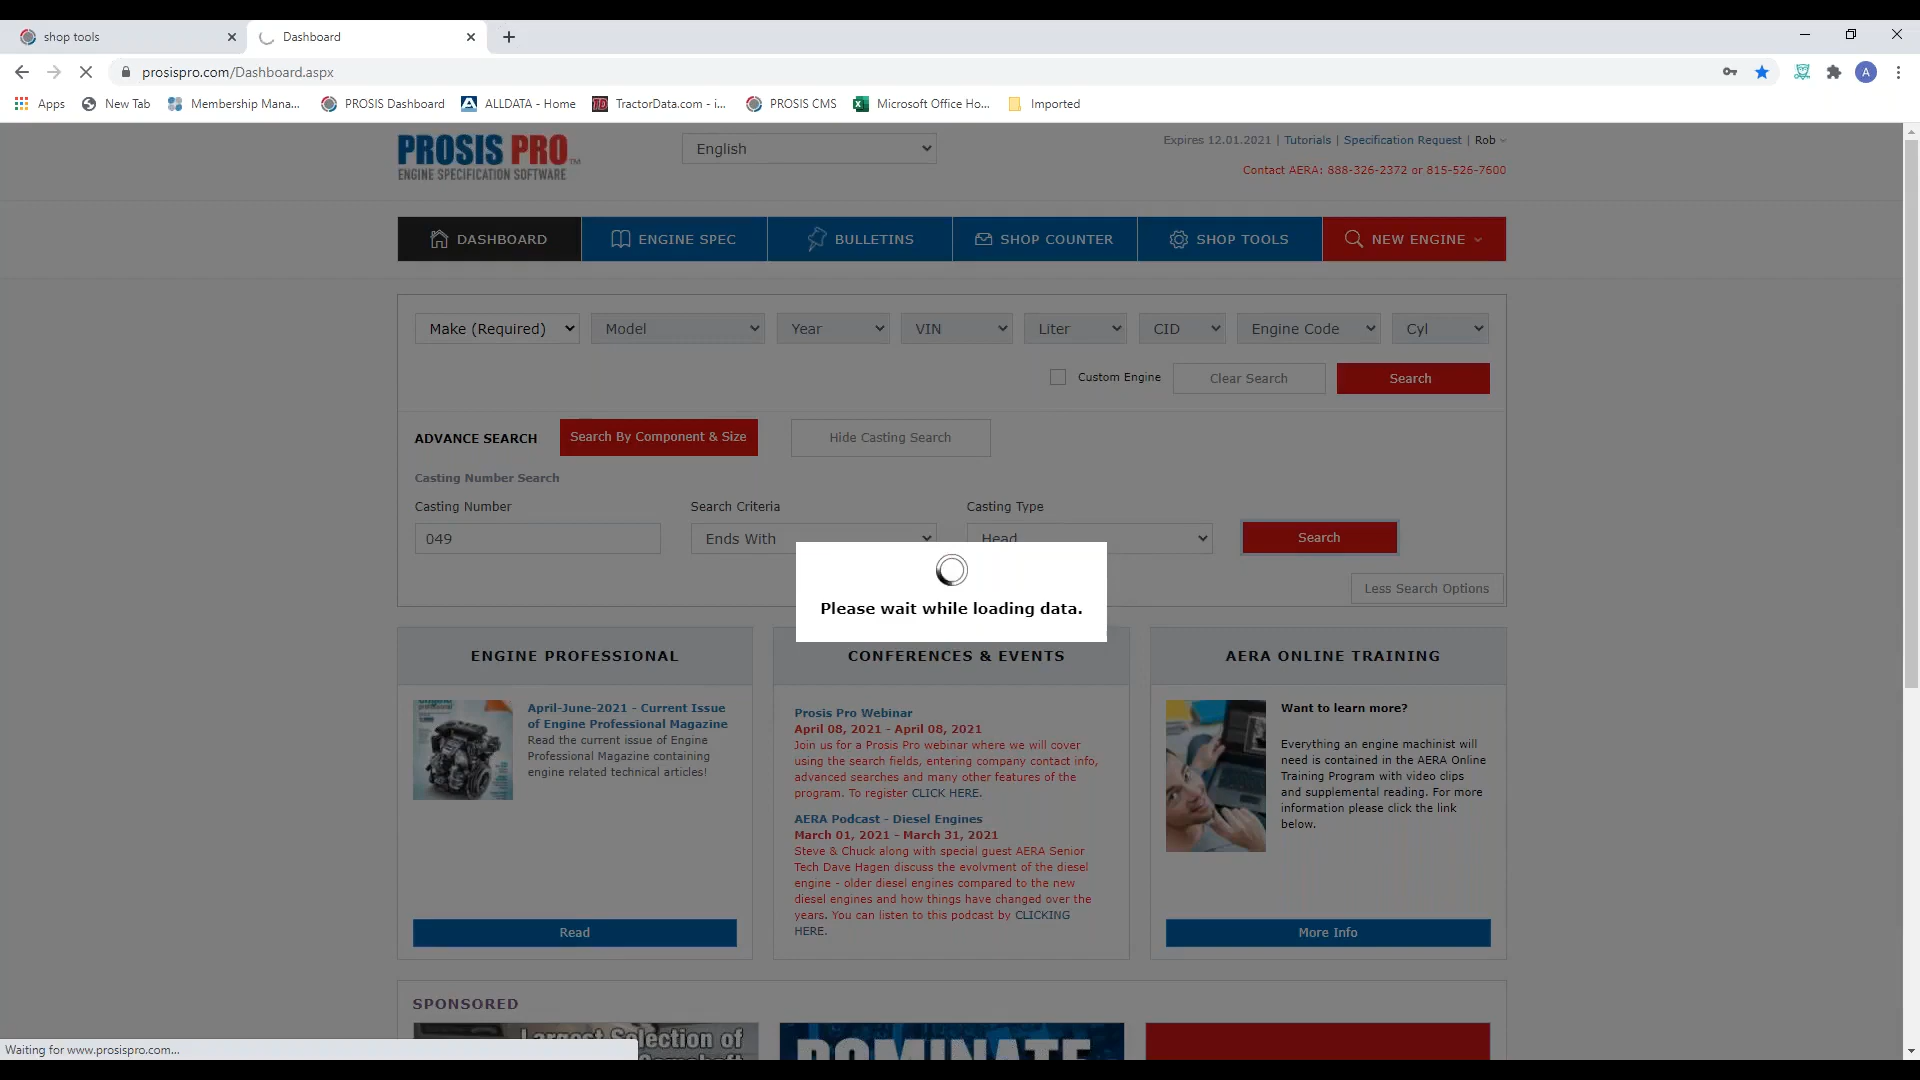 shop tools
Dashboard
prosispro.com/Dashboard.aspx
A
Apps
New Tab
Membership Mana...
PROSIS Dashboard
ALLDATA - Home
TractorData.com - i...
PROSIS CMS
Microsoft Office Ho...
Imported
PROSIS PRO™
ENGINE SPECIFICATION SOFTWARE
English
Expires 12.01.2021 | Tutorials | Specification Request | Rob
Contact AERA: 888-326-2372 or 815-526-7600
DASHBOARD
ENGINE SPEC
BULLETINS
SHOP COUNTER
SHOP TOOLS
NEW ENGINE
Make (Required)
Model
Year
VIN
Liter
CID
Engine Code
Cyl
Custom Engine
Clear Search
Search
ADVANCE SEARCH
Search By Component & Size
Hide Casting Search
Casting Number Search
Casting Number
Search Criteria
Casting Type
049
Ends With
Head
Search
Please wait while loading data.
Less Search Options
ENGINE PROFESSIONAL
April-June-2021 - Current Issue
of Engine Professional Magazine
Read the current issue of Engine
Professional Magazine containing
engine related technical articles!
Read
CONFERENCES & EVENTS
Prosis Pro Webinar
April 08, 2021 - April 08, 2021
Join us for a Prosis Pro webinar where we will cover
using the search fields, entering company contact info,
advanced searches and many other features of the
program. To register CLICK HERE.
AERA Podcast - Diesel Engines
March 01, 2021 - March 31, 2021
Steve & Chuck along with special guest AERA Senior
Tech Dave Hagen discuss the evolvment of the diesel
engine - older diesel engines compared to the new
diesel engines and how things have changed over the
years. You can listen to this podcast by CLICKING
HERE.
AERA ONLINE TRAINING
Want to learn more?
Everything an engine machinist will
need is contained in the AERA Online
Training Program with video clips
and supplemental reading. For more
information please click the link
below.
More Info
SPONSORED
Largest Selection of
DOMINATE
Waiting for www.prosispro.com...